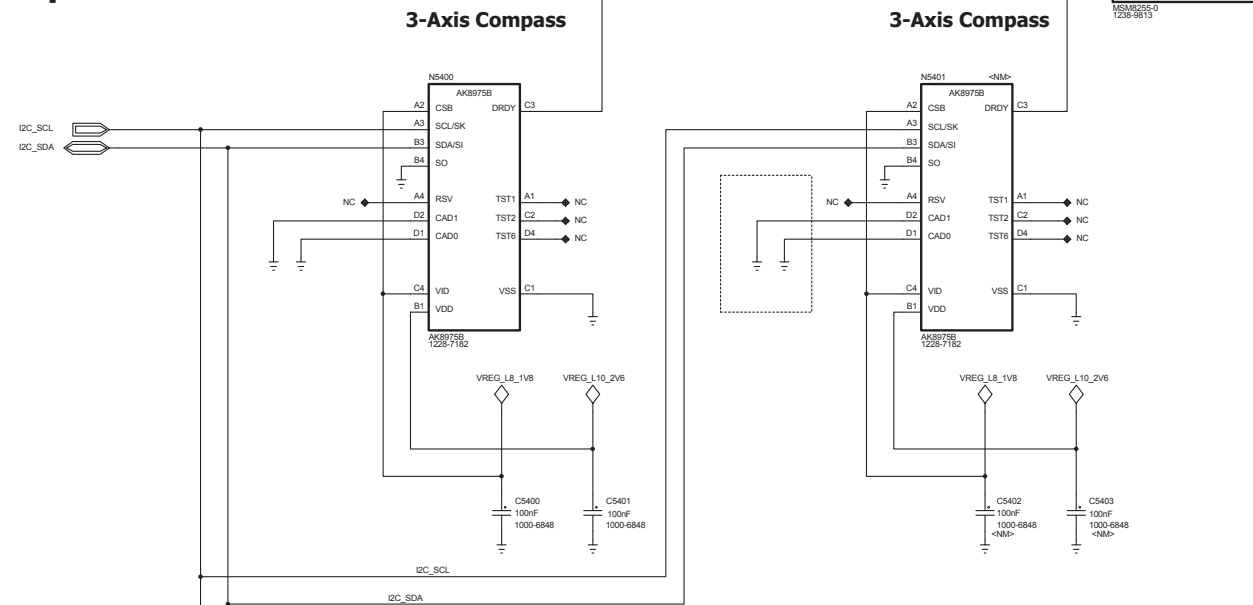 3-Axis Compass
3-Axis Compass
MSM8255-0
1238-9813
N5400
AK8975B
A2 CSB DRDY C3
A3 SCL/SK
B3 SDA/SI
B4 SO
A4 RSV TST1 A1
D2 CAD1 TST2 C2
D1 CAD0 TST6 D4
C4 VID VSS C1
B1 VDD
AK8975B
1228-7182
I2C_SCL
I2C_SDA
NC
NC
NC
NC
VREG_L8_1V8
VREG_L10_2V6
C5400
100nF
1000-6848
C5401
100nF
1000-6848
N5401 <NM>
AK8975B
A2 CSB DRDY C3
A3 SCL/SK
B3 SDA/SI
B4 SO
A4 RSV TST1 A1
D2 CAD1 TST2 C2
D1 CAD0 TST6 D4
C4 VID VSS C1
B1 VDD
AK8975B
1228-7182
NC
NC
NC
NC
VREG_L8_1V8
VREG_L10_2V6
C5402
100nF
1000-6848
<NM>
C5403
100nF
1000-6848
<NM>
I2C_SCL
I2C_SDA